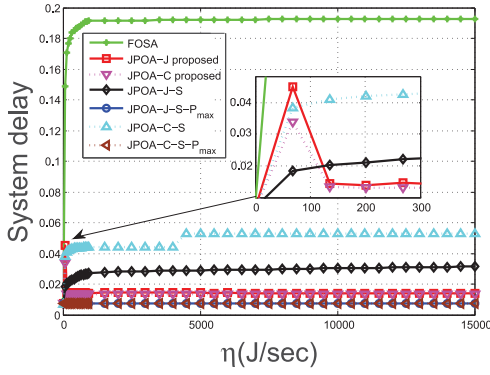 0.2
0.18
0.16
0.14
0.12
0.1
0.08
0.06
0.04
0.02
0
System delay
FOSA
JPOA-J proposed
JPOA-C proposed
JPOA-J-S
JPOA-J-S-Pmax
JPOA-C-S
JPOA-C-S-Pmax
0.04
0.03
0.02
0 100 200 300
0 5000 10000 15000
η(J/sec)